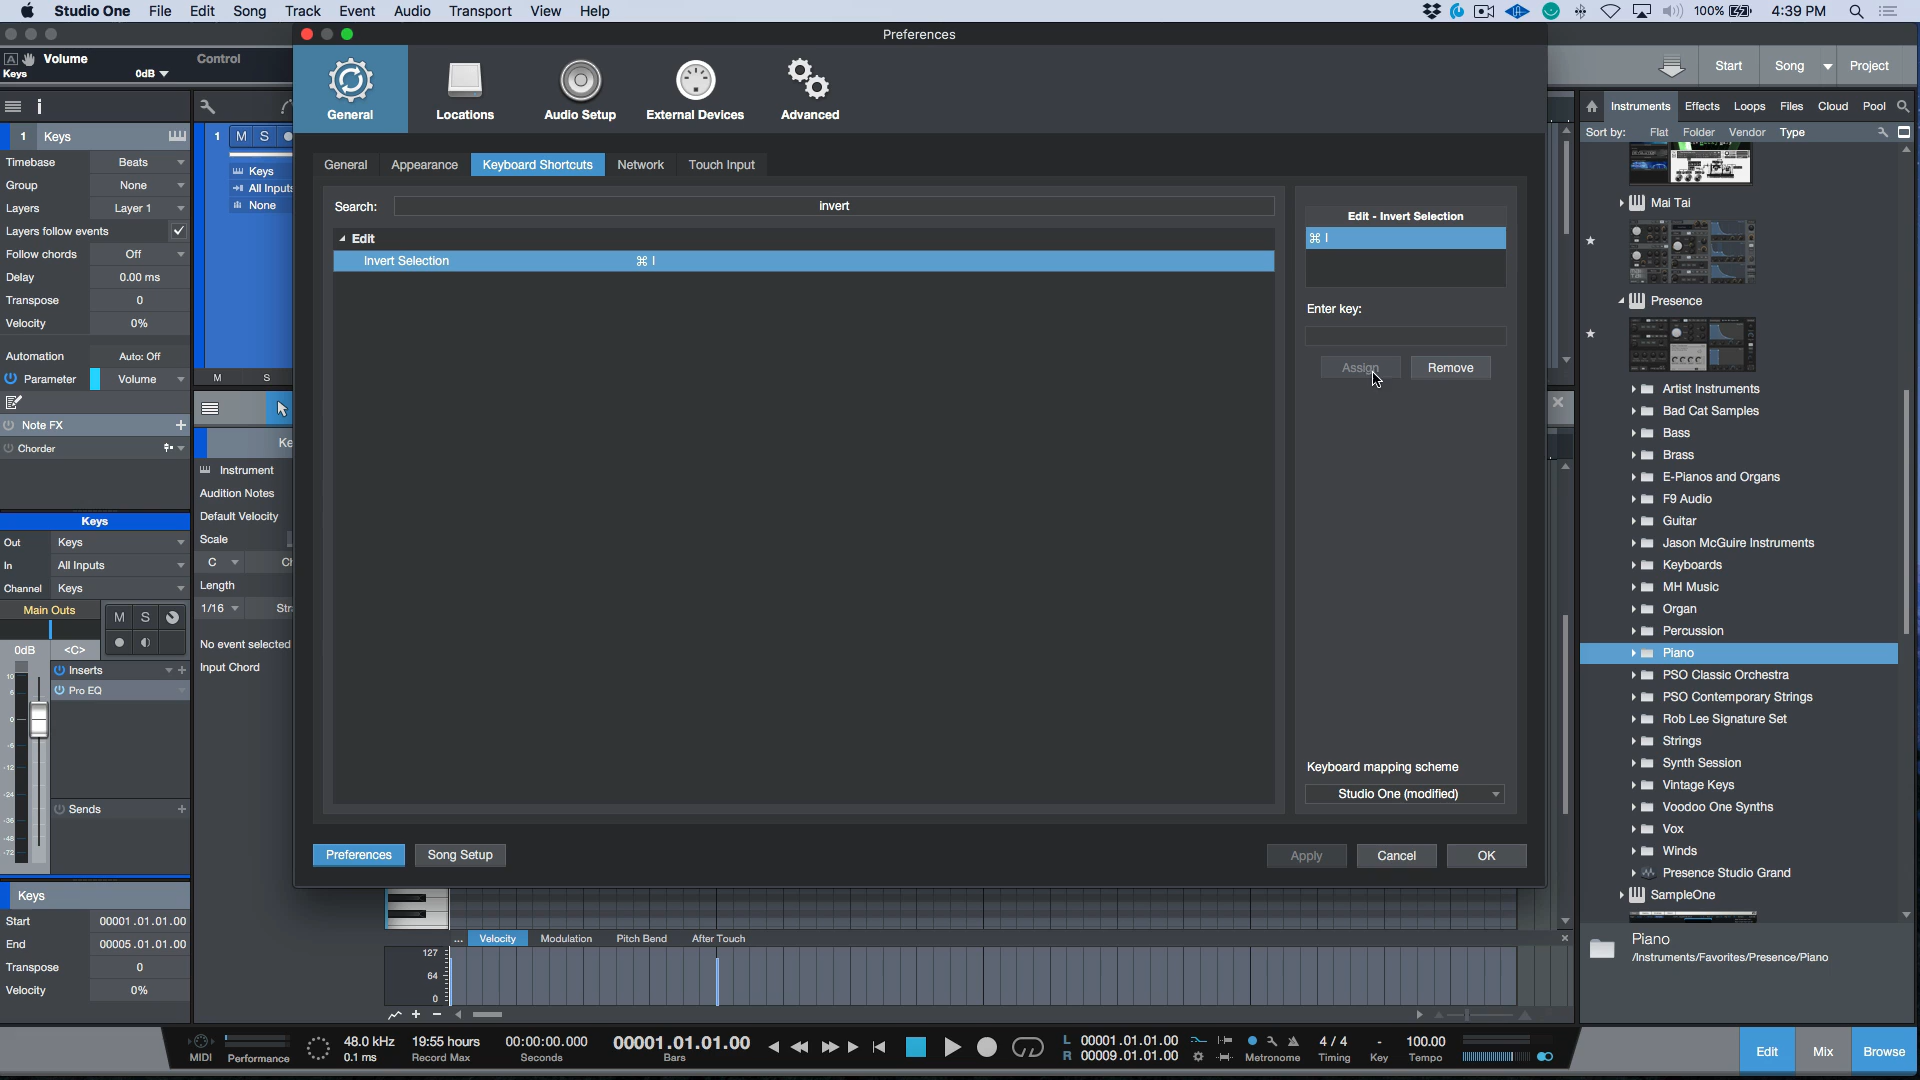 Studio One File Edit Song Track Event Audio Transport View Help
100% 4:39 PM
Preferences
A Volume Control
Keys 0dB
Start Song Project
General Locations Audio Setup External Devices Advanced
General Appearance Keyboard Shortcuts Network Touch Input
Search: invert
Edit
Invert Selection ⌘ I
Edit - Invert Selection
⌘ I
Enter key:
Assign Remove
Keyboard mapping scheme
Studio One (modified)
Preferences Song Setup Apply Cancel OK
1 Keys
Timebase Beats
Group None
Layers Layer 1
Layers follow events
Follow chords Off
Delay 0.00 ms
Transpose 0
Velocity 0%
Automation Auto: Off
Parameter Volume
Note FX
Chorder
Keys
Out Keys
In All Inputs
Channel Keys
Main Outs M S
0dB <C>
Inserts
Pro EQ
Sends
10
6
0
-6
-12
-24
-36
-48
-72
Keys
Start 00001.01.01.00
End 00005.01.01.00
Transpose 0
Velocity 0%
1 M S
Keys
All Inputs
None
M S
Ke
Instrument
Audition Notes
Default Velocity
Scale
C Ch
Length
1/16 Stra
No event selected
Input Chord
... Velocity Modulation Pitch Bend After Touch
127
64
0
Instruments Effects Loops Files Cloud Pool
Sort by: Flat Folder Vendor Type
Mai Tai
Presence
Artist Instruments
Bad Cat Samples
Bass
Brass
E-Pianos and Organs
F9 Audio
Guitar
Jason McGuire Instruments
Keyboards
MH Music
Organ
Percussion
Piano
PSO Classic Orchestra
PSO Contemporary Strings
Rob Lee Signature Set
Strings
Synth Session
Vintage Keys
Voodoo One Synths
Vox
Winds
Presence Studio Grand
SampleOne
Piano
/Instruments/Favorites/Presence/Piano
MIDI Performance
48.0 kHz
0.1 ms
19:55 hours
Record Max
00:00:00.000
Seconds
00001.01.01.00
Bars
L 00001.01.01.00
R 00009.01.01.00
Metronome
4 / 4
Timing
-
Key
100.00
Tempo
Edit Mix Browse